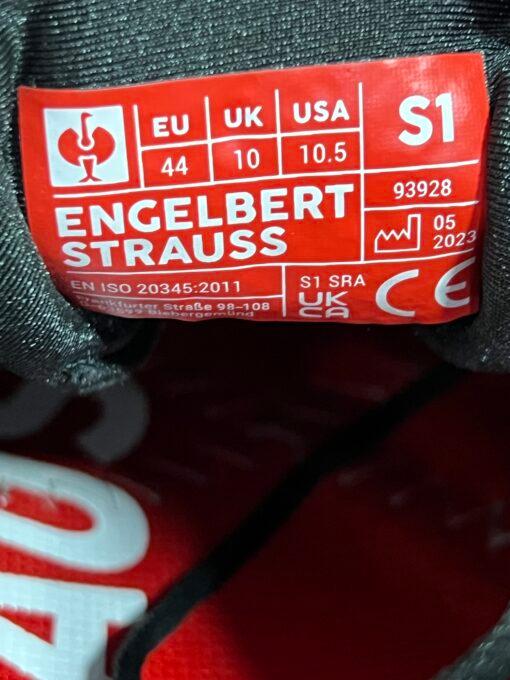 EU UK USA S1
44 10 10.5
93928
ENGELBERT
STRAUSS
05
2023
EN ISO 20345:2011
S1 SRA
Frankfurter Straße 98–108
63599 Biebergemünd
UK
CA
CE